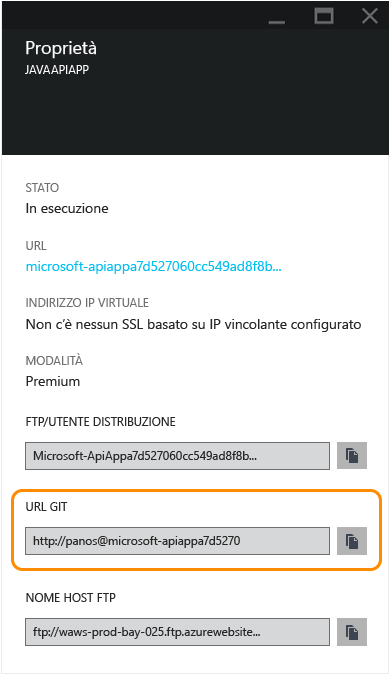 Proprietà
JAVAAPIAPP
STATO
In esecuzione
URL
microsoft-apiappa7d527060cc549ad8f8b...
INDIRIZZO IP VIRTUALE
Non c'è nessun SSL basato su IP vincolante configurato
MODALITÀ
Premium
FTP/UTENTE DISTRIBUZIONE
Microsoft-ApiAppa7d527060cc549ad8f8b...
URL GIT
http://panos@microsoft-apiappa7d5270
NOME HOST FTP
ftp://waws-prod-bay-025.ftp.azurewebsite...